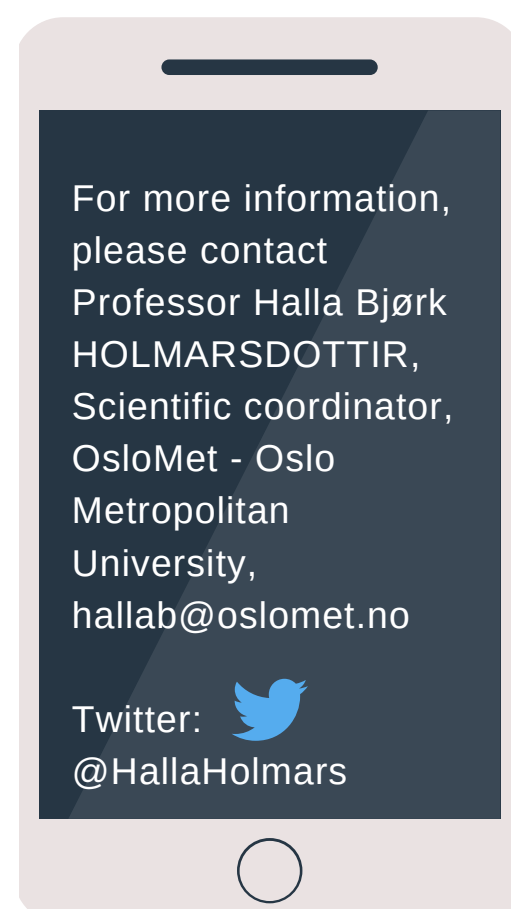 For more information,
please contact
Professor Halla Bjørk
HOLMARSDOTTIR,
Scientific coordinator,
OsloMet - Oslo
Metropolitan
University,
hallab@oslomet.no
Twitter:
@HallaHolmars